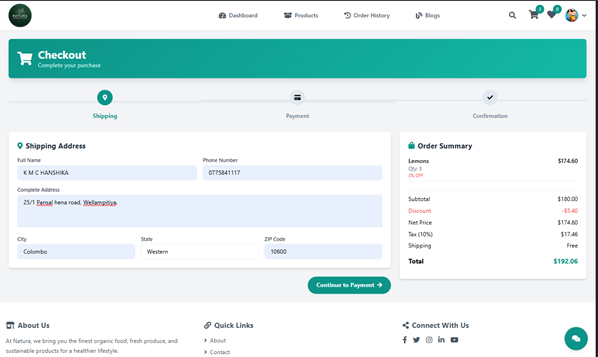 NATURA
Dashboard
Products
Order History
Blogs
3
0
Checkout
Complete your purchase
Shipping
Payment
Confirmation
Shipping Address
Full Name
Phone Number
K M C HANSHIKA
0775841117
Complete Address
25/1 Pansal hena road, Wellampitiya.
City
State
ZIP Code
Colombo
Western
10600
Continue to Payment
Order Summary
Lemons
$174.60
Qty: 3
3% OFF
Subtotal
$180.00
Discount
-$5.40
Net Price
$174.60
Tax (10%)
$17.46
Shipping
Free
Total
$192.06
About Us
At Natura, we bring you the finest organic food, fresh produce, and
sustainable products for a healthier lifestyle.
Quick Links
About
Contact
Connect With Us